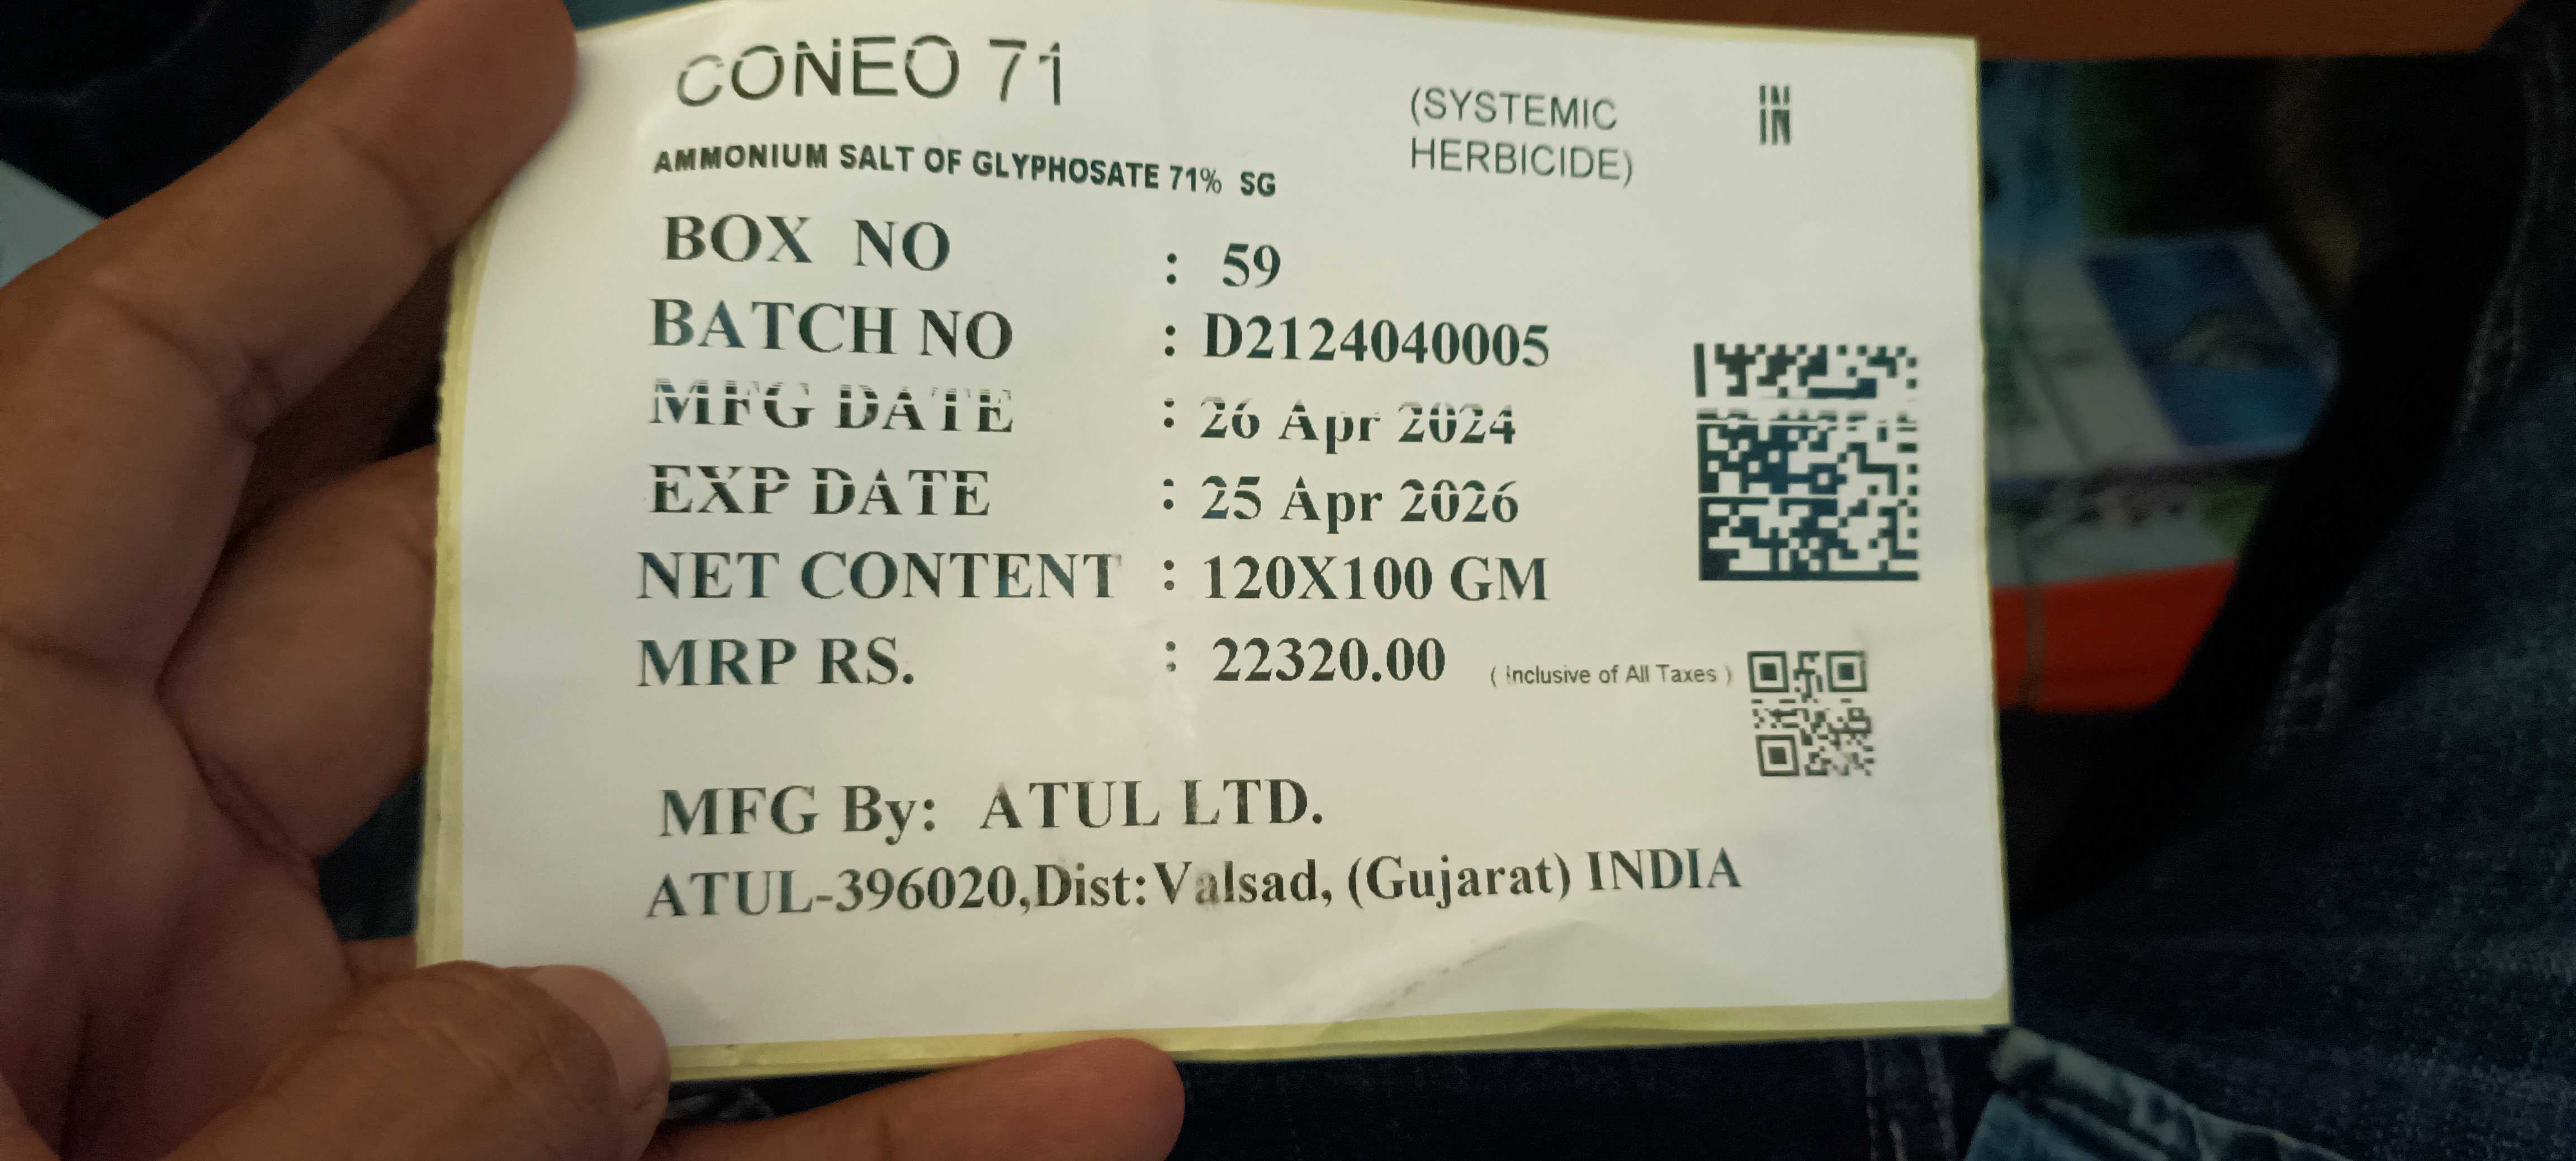 CONEO 71
(SYSTEMIC
HERBICIDE)
IN
AMMONIUM SALT OF GLYPHOSATE 71% SG
BOX NO : 59
BATCH NO : D2124040005
MFG DATE : 26 Apr 2024
EXP DATE : 25 Apr 2026
NET CONTENT : 120X100 GM
MRP RS. : 22320.00 ( Inclusive of All Taxes )
MFG By: ATUL LTD.
ATUL-396020,Dist:Valsad, (Gujarat) INDIA